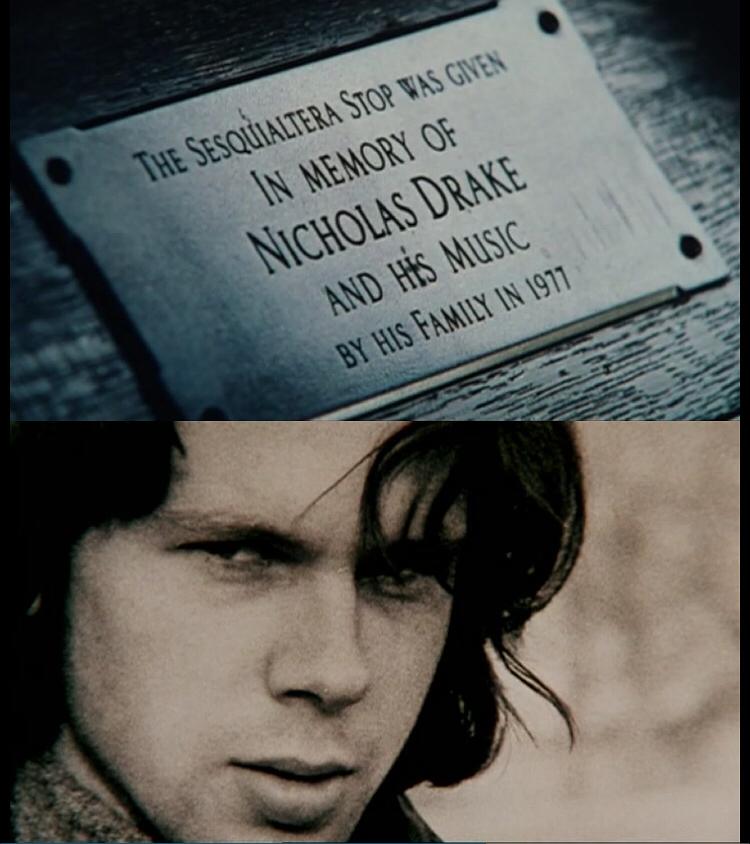 The Sesquialtera Stop was given
In memory of
Nicholas Drake
and his Music
by his Family in 1977